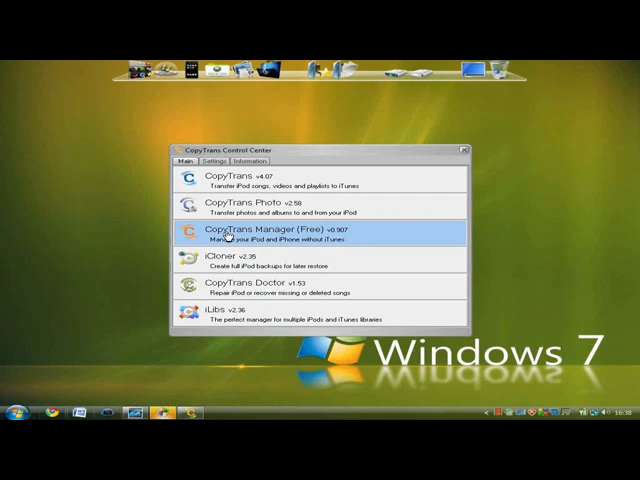 CopyTrans Control Center
Main Settings Information
CopyTrans v4.07
Transfer iPod songs, videos and playlists to iTunes
CopyTrans Photo v2.58
Transfer photos and albums to and from your iPod
CopyTrans Manager (Free) v0.907
your iPod and iPhone without iTunes
iCloner v2.35
Create full iPod backups for later restore
CopyTrans Doctor v1.53
Repair iPod or recover missing or deleted songs
iLibs v2.36
The perfect manager for multiple iPods and iTunes libraries
Windows 7
16:38